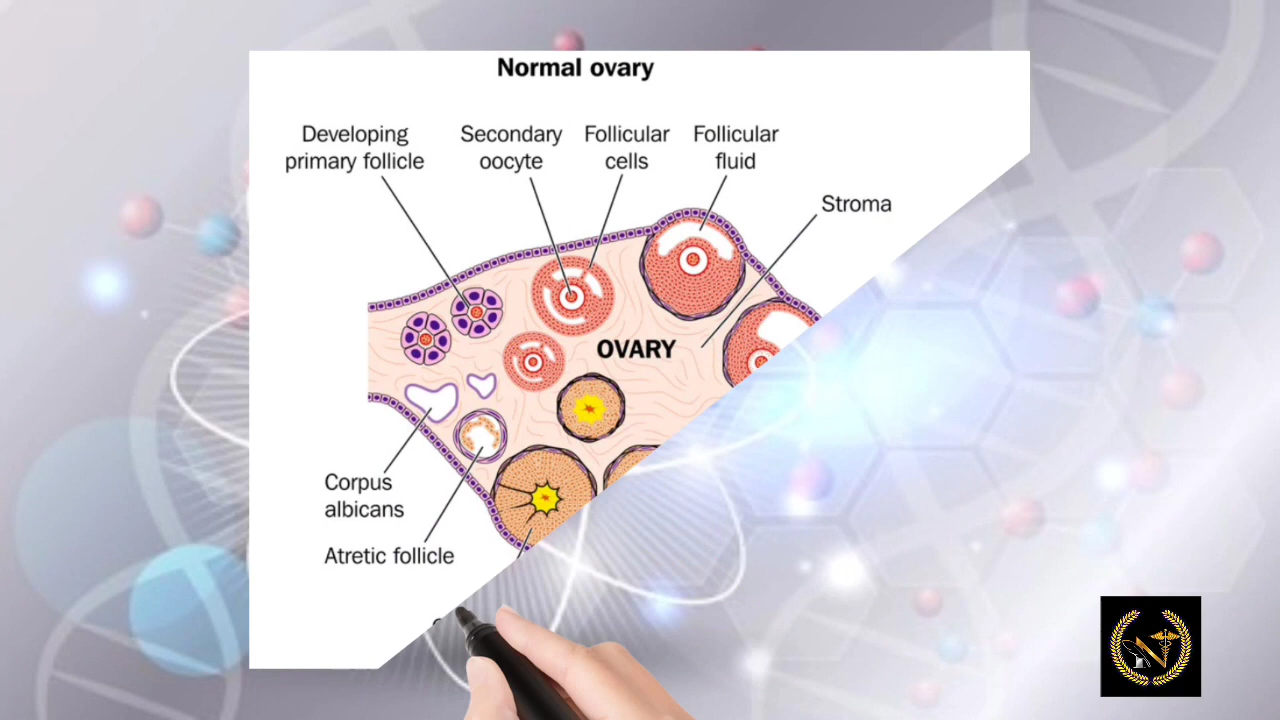 Normal ovary
Developing
primary follicle
Secondary
oocyte
Follicular
cells
Follicular
fluid
Stroma
OVARY
Corpus
albicans
Atretic follicle